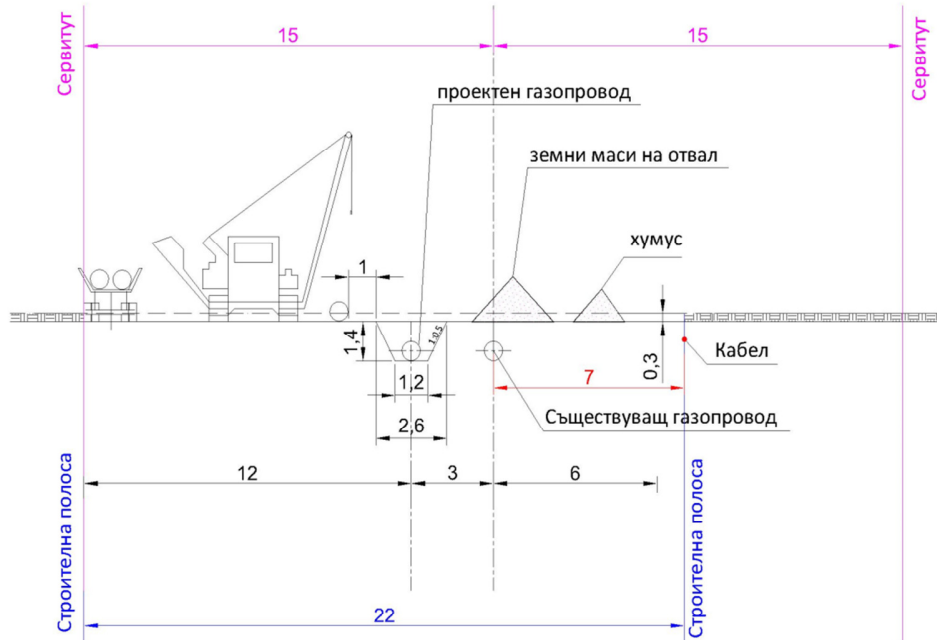 Сервитут
15
15
Сервитут
проектен газопровод
земни маси на отвал
хумус
1
1,4
1:0,5
1,2
2,6
7
0,3
Кабел
Съществуващ газопровод
12
3
6
Строителна полоса
Строителна полоса
22